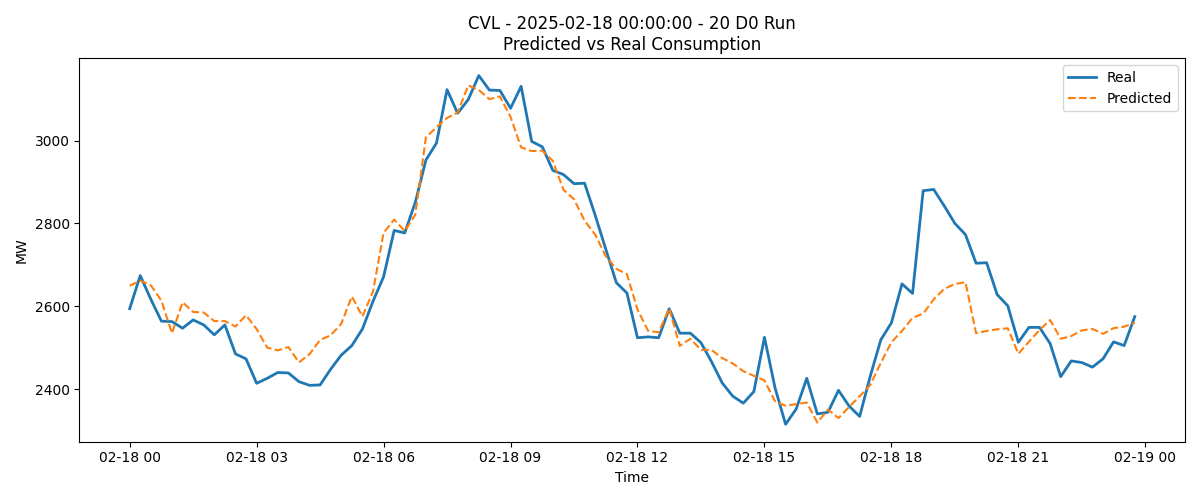 CVL - 2025-02-18 00:00:00 - 20 D0 Run
Predicted vs Real Consumption
Real
Predicted
MW
3000
2800
2600
2400
02-18 00
02-18 03
02-18 06
02-18 09
02-18 12
02-18 15
02-18 18
02-18 21
02-19 00
Time